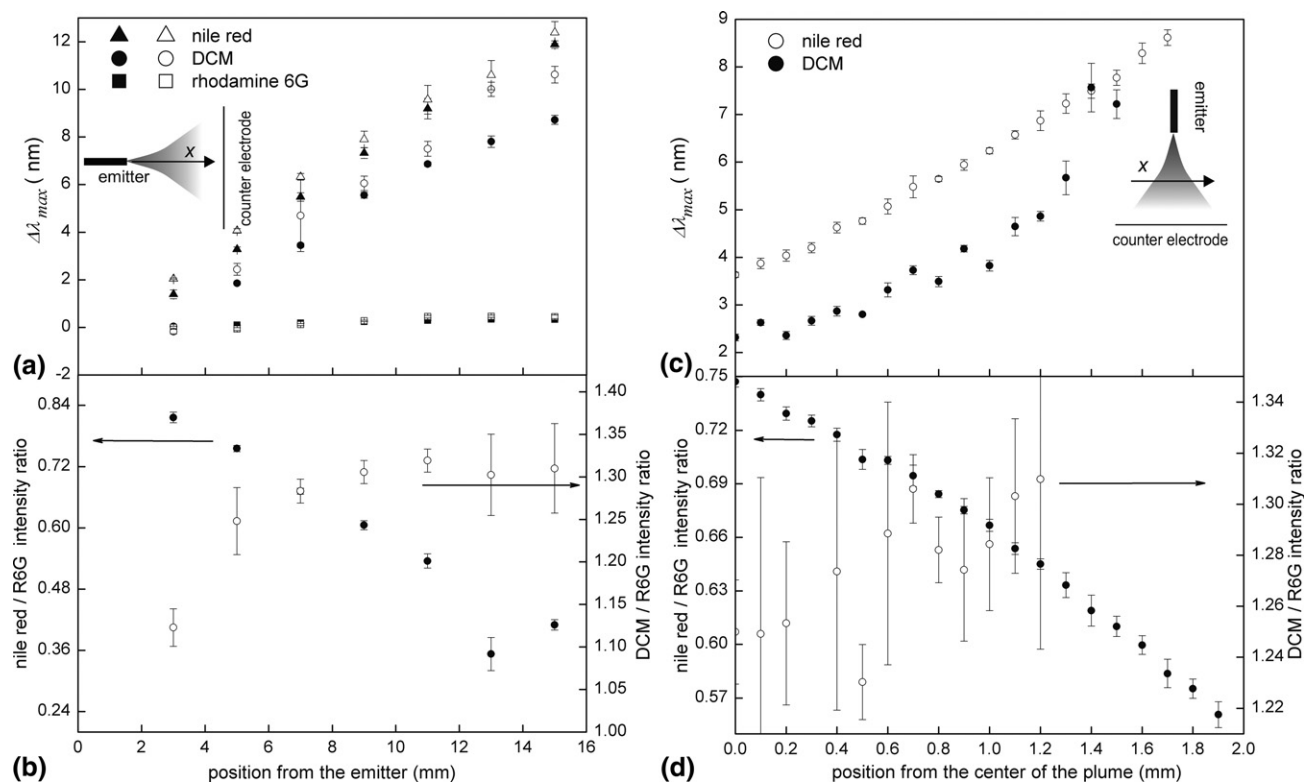 12
10
8
6
4
2
0
-2
Δλmax ( nm)
nile red
DCM
rhodamine 6G
x
emitter
counter electrode
(a)
0.84
0.72
0.60
0.48
0.36
0.24
nile red / R6G intensity ratio
1.40
1.35
1.30
1.25
1.20
1.15
1.10
1.05
1.00
DCM / R6G intensity ratio
0 2 4 6 8 10 12 14 16
position from the emitter (mm)
(b)
9
8
7
6
5
4
3
2
Δλmax ( nm)
nile red
DCM
emitter
x
counter electrode
(c)
0.75
0.72
0.69
0.66
0.63
0.60
0.57
nile red / R6G intensity ratio
1.34
1.32
1.30
1.28
1.26
1.24
1.22
DCM / R6G intensity ratio
0.0 0.2 0.4 0.6 0.8 1.0 1.2 1.4 1.6 1.8 2.0
position from the center of the plume (mm)
(d)